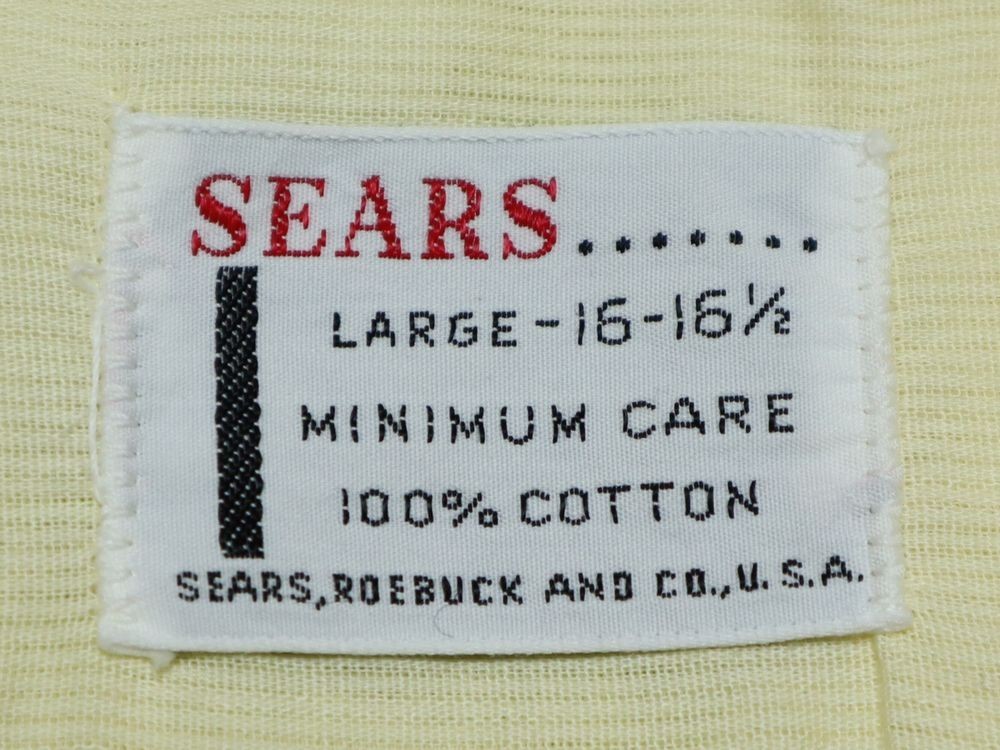 SEARS.......
LARGE-16-16½
MINIMUM CARE
100% COTTON
SEARS, ROEBUCK AND CO., U.S.A.